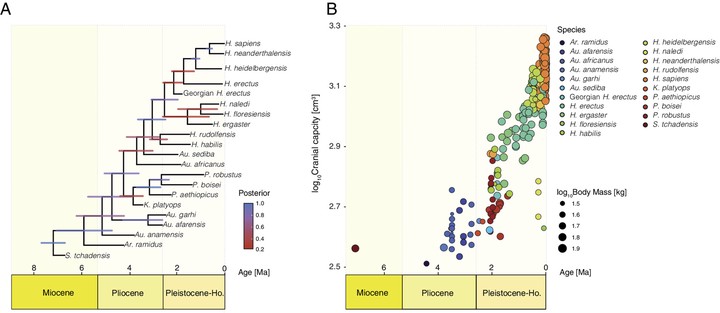 A
H. sapiens
H. neanderthalensis
H. heidelbergensis
H. erectus
Georgian H. erectus
H. naledi
H. floresiensis
H. ergaster
H. rudolfensis
H. habilis
Au. sediba
Au. africanus
P. robustus
P. boisei
P. aethiopicus
K. platyops
Au. garhi
Au. afarensis
Au. anamensis
Ar. ramidus
S. tchadensis
Posterior
1.0
0.8
0.6
0.4
0.2
8 6 4 2 0 Age [Ma]
Miocene Pliocene Pleistocene-Ho.
B
3.3
3.1
2.9
2.7
2.5
log10Cranial capcity [cm3]
6 4 2 0 Age [Ma]
Miocene Pliocene Pleistocene-Ho.
Species
Ar. ramidus
Au. afarensis
Au. africanus
Au. anamensis
Au. garhi
Au. sediba
Georgian H. erectus
H. erectus
H. ergaster
H. floresiensis
H. habilis
H. heidelbergensis
H. naledi
H. neanderthalensis
H. rudolfensis
H. sapiens
K. platyops
P. aethiopicus
P. boisei
P. robustus
S. tchadensis
log10Body Mass [kg]
1.5
1.6
1.7
1.8
1.9